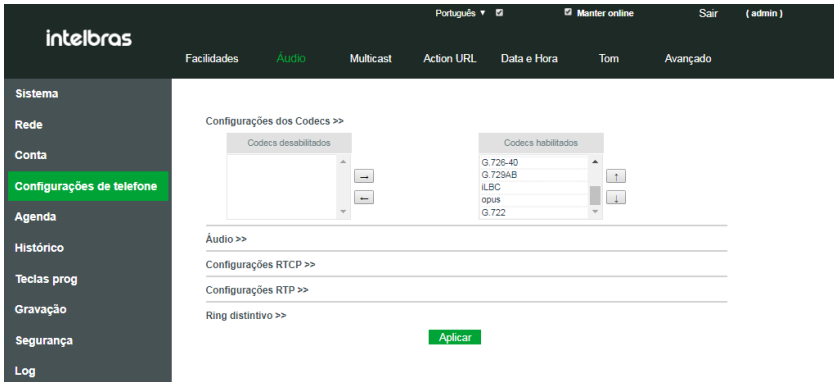 Português ▼
Manter online
Sair
( admin )
intelbras
Facilidades Áudio Multicast Action URL Data e Hora Tom Avançado
Sistema
Rede
Conta
Configurações de telefone
Agenda
Histórico
Teclas prog
Gravação
Segurança
Log
Configurações dos Codecs >>
Codecs desabilitados
→
←
Codecs habilitados
G.726-40
G.729AB
iLBC
opus
G.722
↑
↓
Áudio >>
Configurações RTCP >>
Configurações RTP >>
Ring distintivo >>
Aplicar